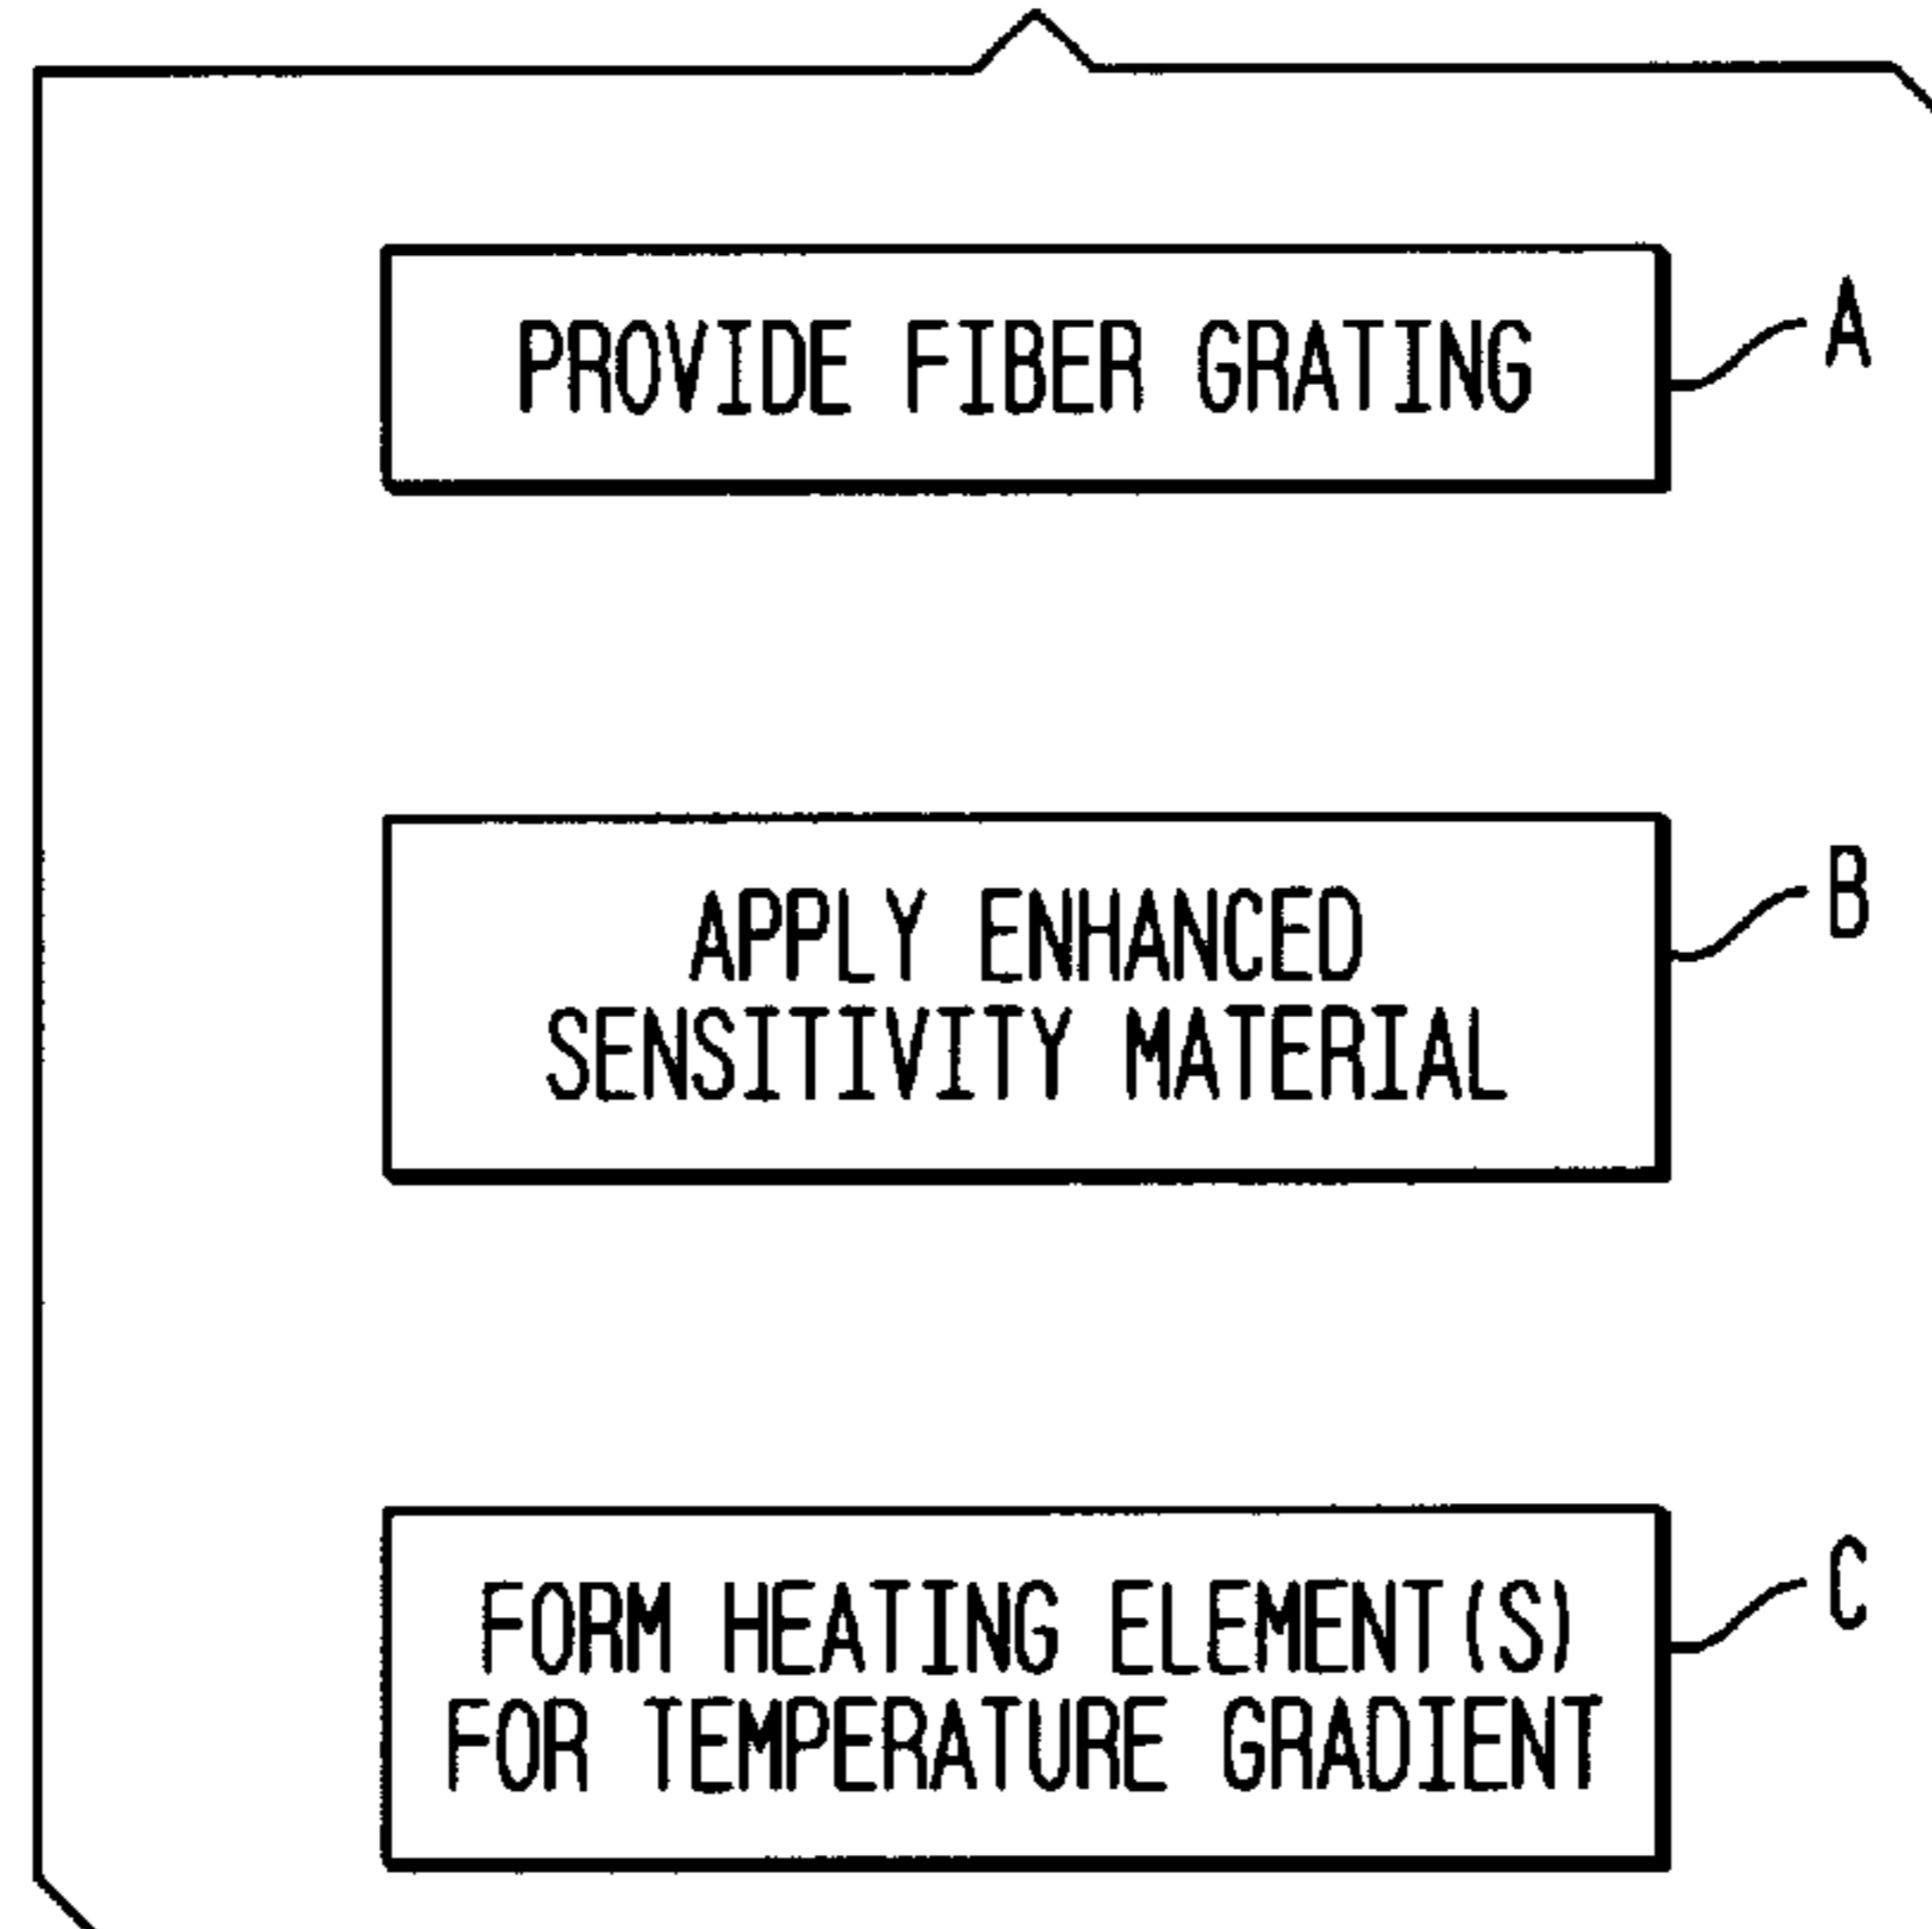 PROVIDE FIBER GRATING
A
APPLY ENHANCED
SENSITIVITY MATERIAL
B
FORM HEATING ELEMENT(S)
FOR TEMPERATURE GRADIENT
C